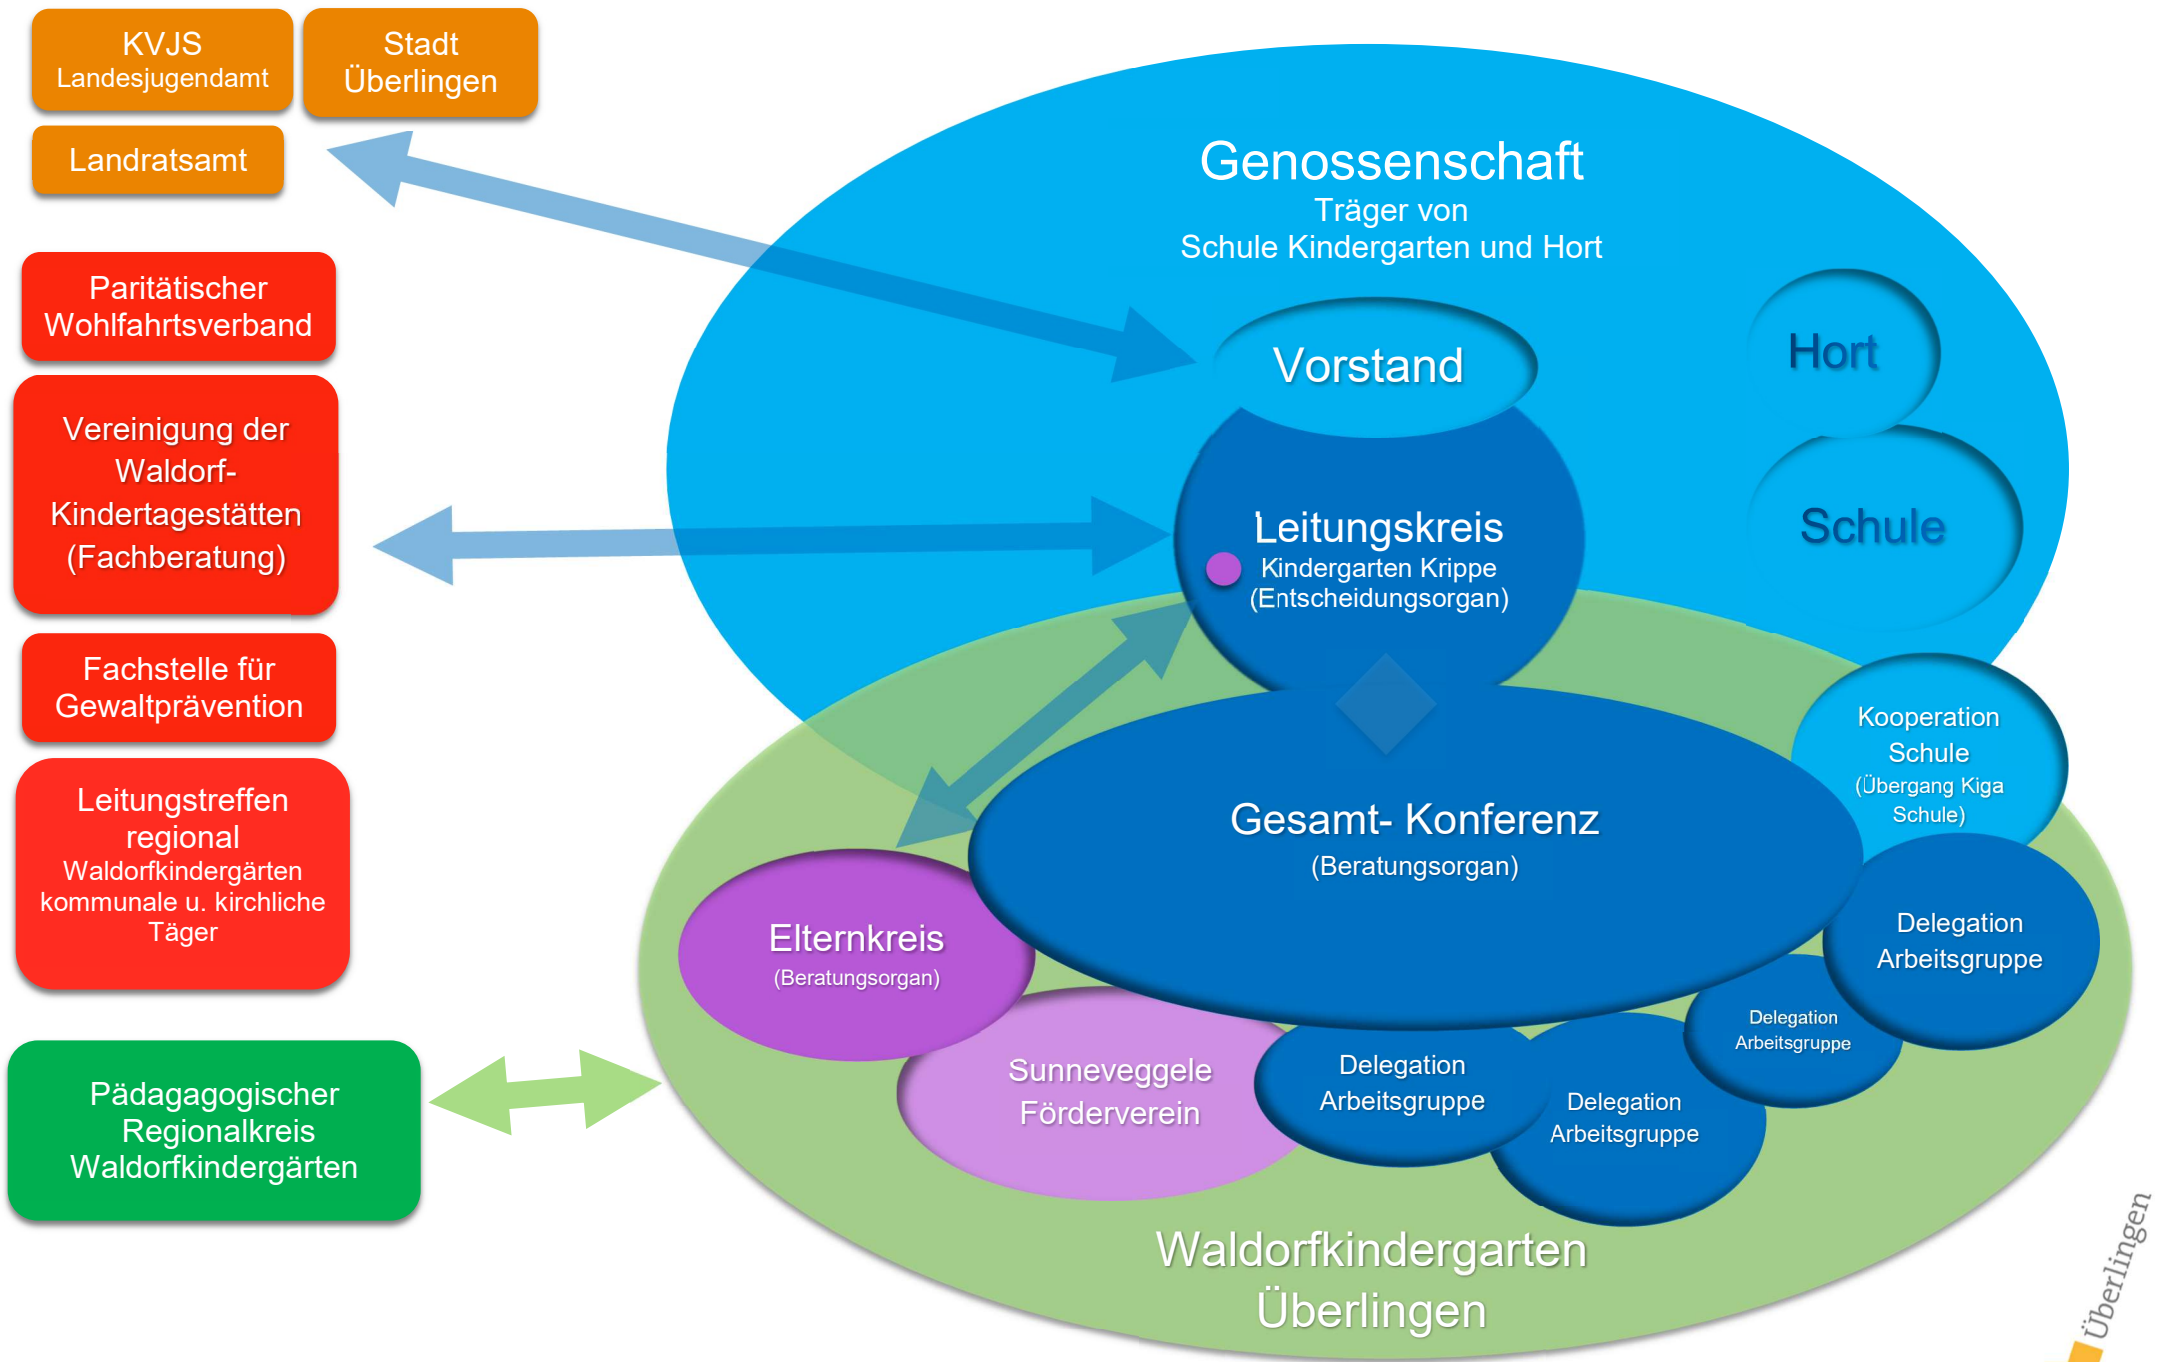 KVJS
Landesjugendamt
Stadt
Überlingen
Landratsamt
Paritätischer
Wohlfahrtsverband
Vereinigung der
Waldorf-
Kindertagestätten
(Fachberatung)
Fachstelle für
Gewaltprävention
Leitungstreffen
regional
Waldorfkindergärten
kommunale u. kirchliche
Täger
Pädagagogischer
Regionalkreis
Waldorfkindergärten
Genossenschaft
Träger von
Schule Kindergarten und Hort
Vorstand
Hort
Schule
Leitungskreis
Kindergarten Krippe
(Entscheidungsorgan)
Kooperation
Schule
(Übergang Kiga
Schule)
Gesamt- Konferenz
(Beratungsorgan)
Elternkreis
(Beratungsorgan)
Sunneveggele
Förderverein
Delegation
Arbeitsgruppe
Delegation
Arbeitsgruppe
Delegation
Arbeitsgruppe
Delegation
Arbeitsgruppe
Waldorfkindergarten
Überlingen
Überlingen